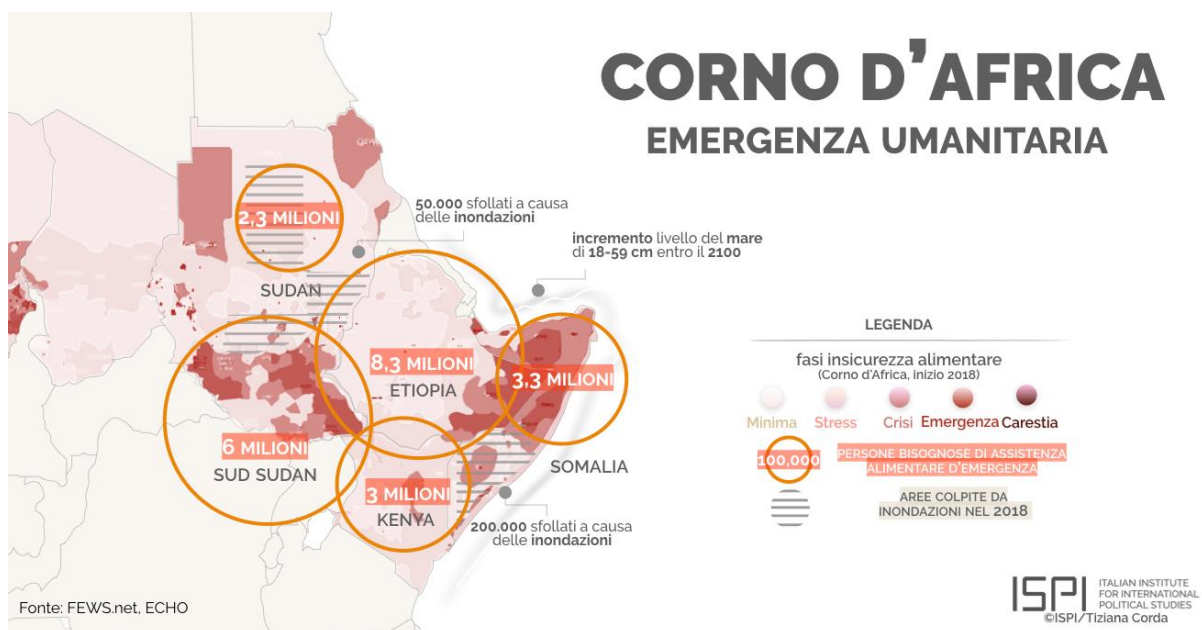 CORNO D'AFRICA
EMERGENZA UMANITARIA
2,3 MILIONI
SUDAN
50.000 sfollati a causa
delle inondazioni
incremento livello del mare
di 18-59 cm entro il 2100
8,3 MILIONI
ETIOPIA
3,3 MILIONI
SOMALIA
6 MILIONI
SUD SUDAN
3 MILIONI
KENYA
200.000 sfollati a causa
delle inondazioni
LEGENDA
fasi insicurezza alimentare
(Corno d'Africa, inizio 2018)
Minima Stress Crisi Emergenza Carestia
100,000
PERSONE BISOGNOSE DI ASSISTENZA
ALIMENTARE D'EMERGENZA
AREE COLPITE DA
INONDAZIONI NEL 2018
Fonte: FEWS.net, ECHO
ISPI
ITALIAN INSTITUTE
FOR INTERNATIONAL
POLITICAL STUDIES
©ISPI/Tiziana Corda